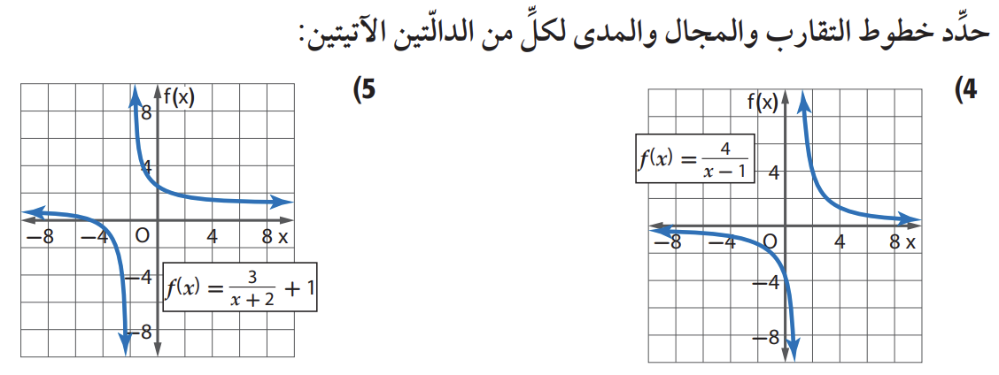 حدِّد خطوط التقارب والمجال والمدى لكلِّ من الدالّتين الآتيتين:
(4
f(x)
f(x) = 4/(x − 1)
4
−8 −4 O 4 8 x
−4
−8
(5
f(x)
8
4
−8 −4 O 4 8 x
−4
f(x) = 3/(x + 2) + 1
−8